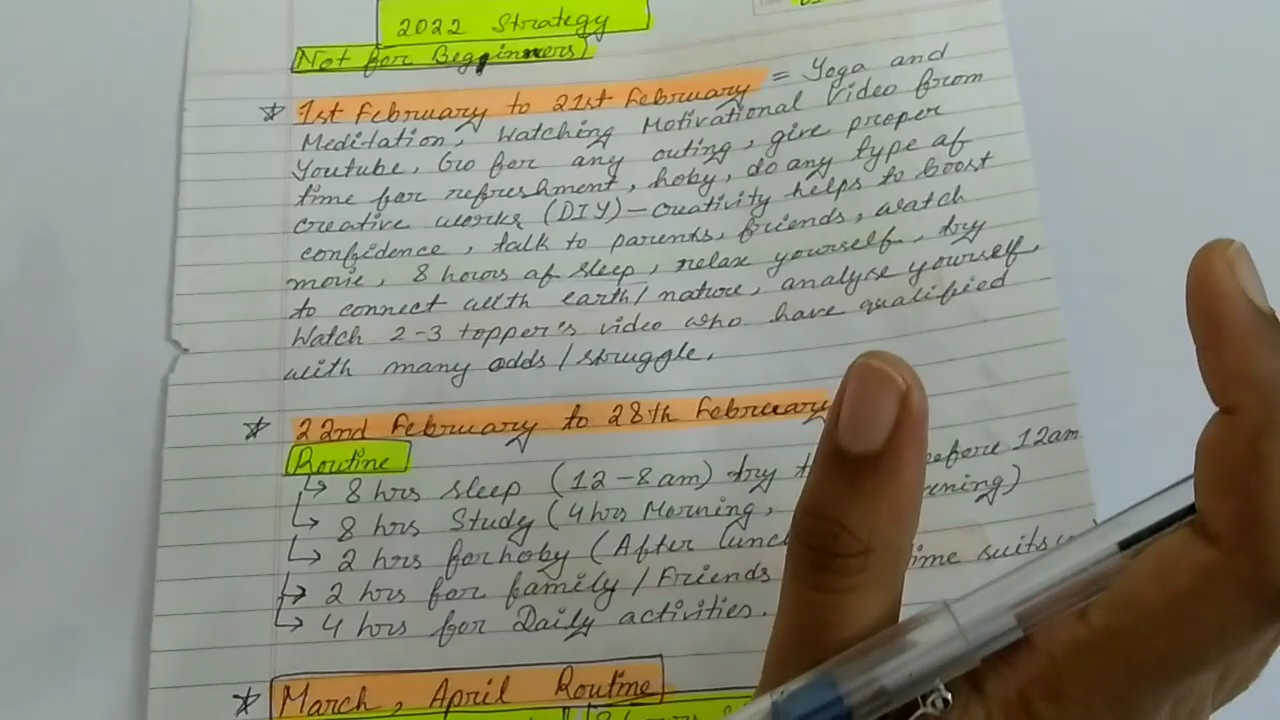 2022 Strategy
Not for Beginners)
☆ 1st February to 21st February = Yoga and
Meditation, Watching Motivational Video from
Youtube, Go for any outing, give proper
time for refreshment, hoby, do any type of
creative works (DIY) - creativity helps to boost
confidence, talk to parents, friends, watch
movie, 8 hours of sleep, relax yourself, try
to connect with earth/nature, analyse yourself,
Watch 2-3 topper's video who have qualified
with many odds/struggle.
☆ 22nd February to 28th February
Routine
↳ 8 hrs sleep (12-8 am) try before 12am
↳ 8 hrs Study (4 hrs Morning,
↳ 2 hrs for hoby (After suits
↳ 2 hrs for family/Friends
↳ 4 hrs for Daily activities.
☆ March, April Routine